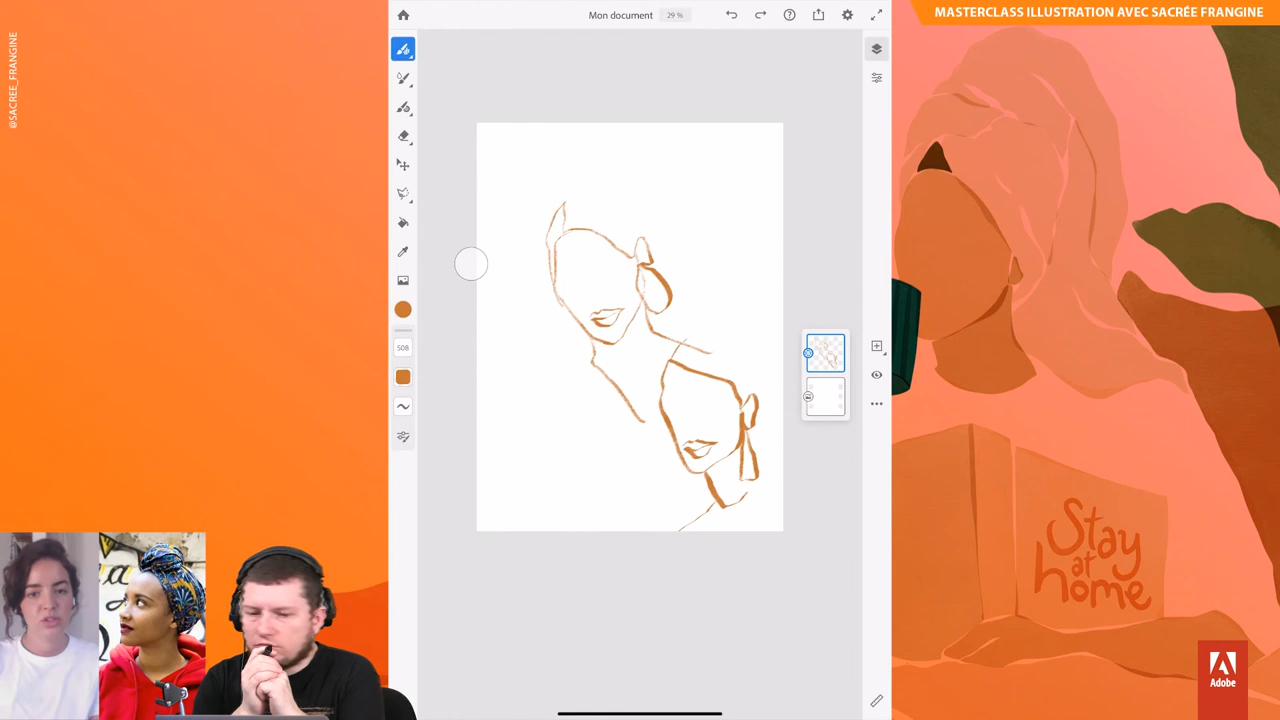 @SACREE_FRANGINE
Mon document
29 %
MASTERCLASS ILLUSTRATION AVEC SACRÉE FRANGINE
508
Stay
at
home
Adobe